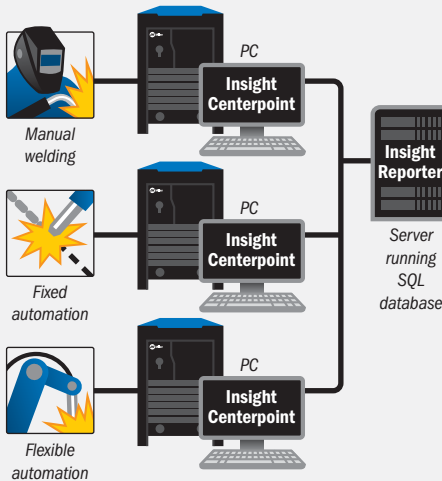 PC
Insight
Centerpoint
Manual
welding
Insight
Reporter
Server
running
SQL
database
PC
Insight
Centerpoint
Fixed
automation
PC
Insight
Centerpoint
Flexible
automation